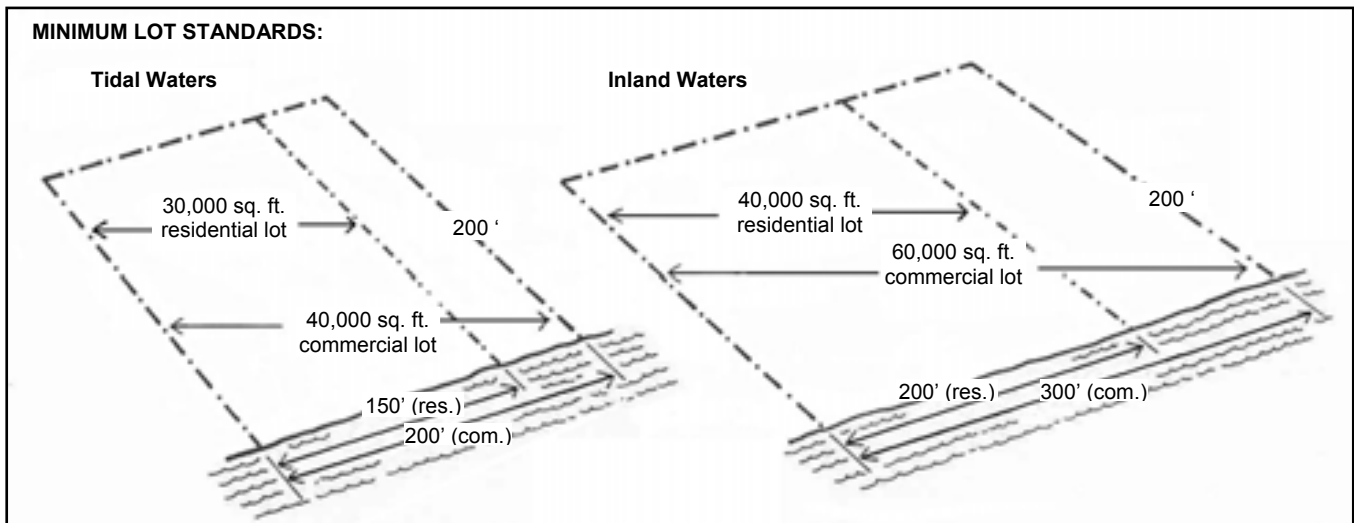 MINIMUM LOT STANDARDS:
Tidal Waters
30,000 sq. ft.
residential lot
200 ‘
40,000 sq. ft.
commercial lot
150’ (res.)
200’ (com.)
Inland Waters
40,000 sq. ft.
residential lot
200 ‘
60,000 sq. ft.
commercial lot
200’ (res.)
300’ (com.)